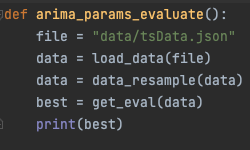 def arima_params_evaluate():
    file = "data/tsData.json"
    data = load_data(file)
    data = data_resample(data)
    best = get_eval(data)
    print(best)